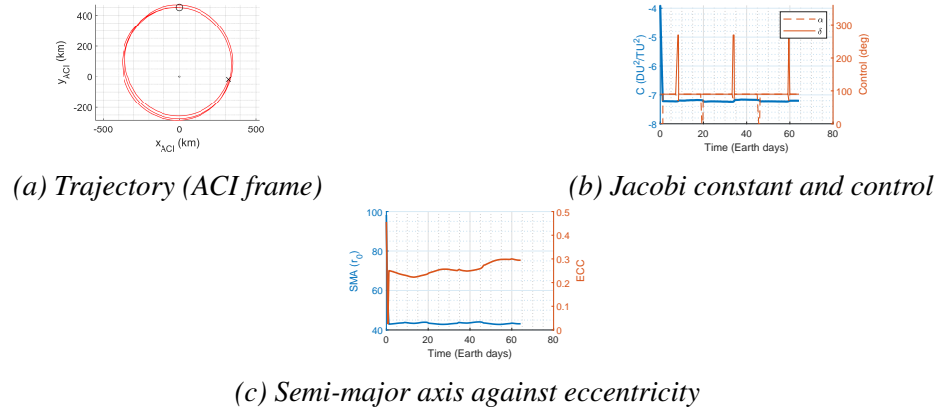 400
200
0
-200
-500
0
500
y_ACI (km)
x_ACI (km)
(a) Trajectory (ACI frame)
-4
-5
-6
-7
-8
C (DU²/TU²)
0
20
40
60
80
Time (Earth days)
300
200
100
0
Control (deg)
α
δ
(b) Jacobi constant and control
100
80
60
40
SMA (r₀)
0
20
40
60
80
Time (Earth days)
0.5
0.4
0.3
0.2
0.1
0
ECC
(c) Semi-major axis against eccentricity